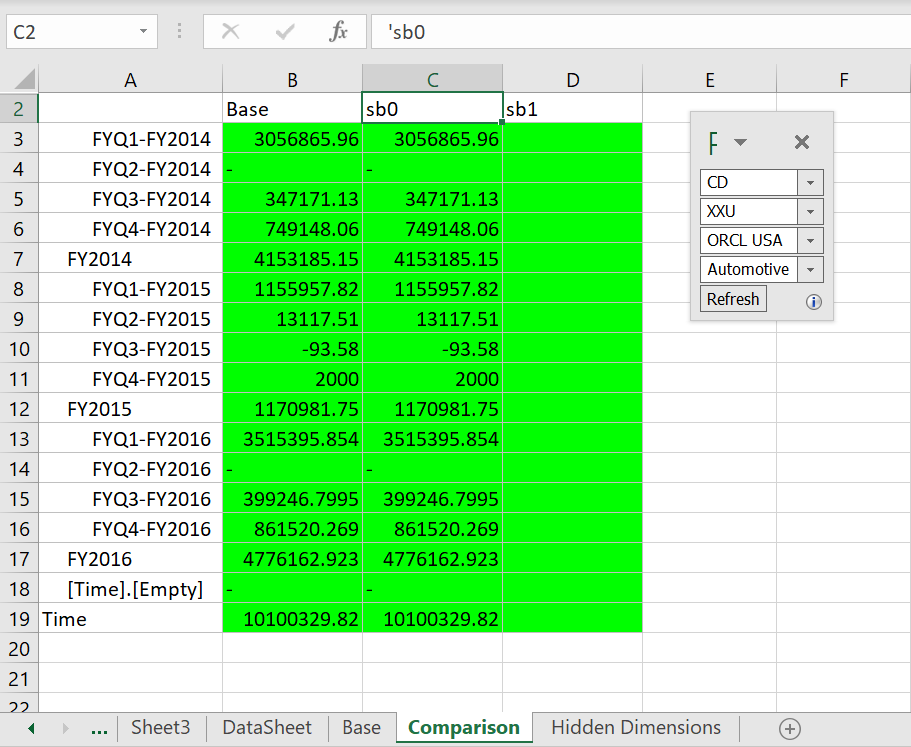 C2 fx 'sb0
A B C D E F
2 Base sb0 sb1
3 FYQ1-FY2014 3056865.96 3056865.96
4 FYQ2-FY2014 - -
5 FYQ3-FY2014 347171.13 347171.13
6 FYQ4-FY2014 749148.06 749148.06
7 FY2014 4153185.15 4153185.15
8 FYQ1-FY2015 1155957.82 1155957.82
9 FYQ2-FY2015 13117.51 13117.51
10 FYQ3-FY2015 -93.58 -93.58
11 FYQ4-FY2015 2000 2000
12 FY2015 1170981.75 1170981.75
13 FYQ1-FY2016 3515395.854 3515395.854
14 FYQ2-FY2016 - -
15 FYQ3-FY2016 399246.7995 399246.7995
16 FYQ4-FY2016 861520.269 861520.269
17 FY2016 4776162.923 4776162.923
18 [Time].[Empty] - -
19 Time 10100329.82 10100329.82
20
21
22
CD
XXU
ORCL USA
Automotive
Refresh
... Sheet3 DataSheet Base Comparison Hidden Dimensions